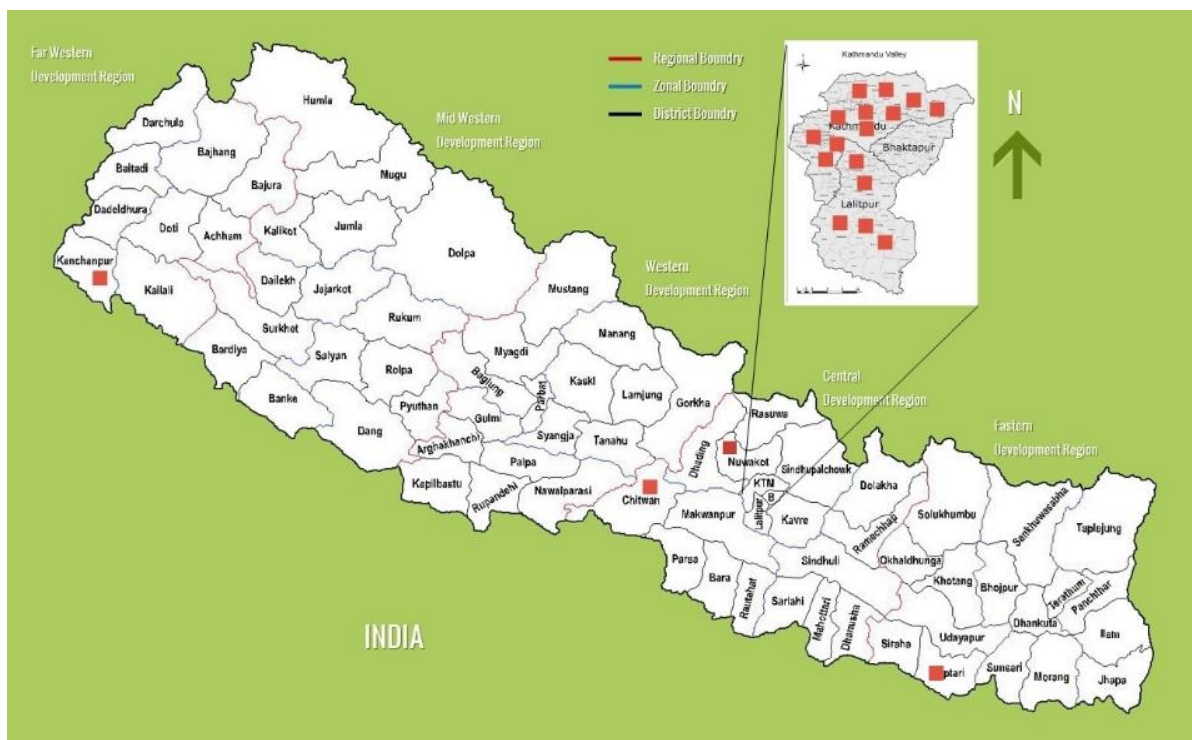 Far Western
Development Region
Regional Boundry
Zonal Boundry
District Boundry
Kathmandu Valley
Kathmandu
Bhaktapur
Lalitpur
N
Mid Western
Development Region
Western
Development Region
Central
Development Region
Eastern
Development Region
INDIA
Humla
Darchula
Bajhang
Baitadi
Mugu
Bajura
Dadeldhura
Doti
Achham
Kalikot
Jumla
Dolpa
Kanchanpur
Kailali
Dailekh
Jajarkot
Mustang
Rukum
Surkhet
Manang
Bardiya
Salyan
Myagdi
Rolpa
Baglung
Parbat
Kaski
Lamjung
Gorkha
Banke
Pyuthan
Gulmi
Dang
Arghakhanchi
Syangja
Tanahu
Palpa
Kapilbastu
Rupandehi
Nawalparasi
Chitwan
Dhading
Rasuwa
Nuwakot
Sindhupalchowk
KTM
B
Lalitpur
Kavre
Makwanpur
Dolakha
Ramechhap
Solukhumbu
Sankhuwasabha
Taplejung
Parsa
Bara
Rautahat
Sindhuli
Okhaldhunga
Khotang
Bhojpur
Terathum
Panchthar
Sarlahi
Mahottari
Dhanusha
Siraha
Udayapur
Dhankuta
Ilam
ptari
Sunsari
Morang
Jhapa